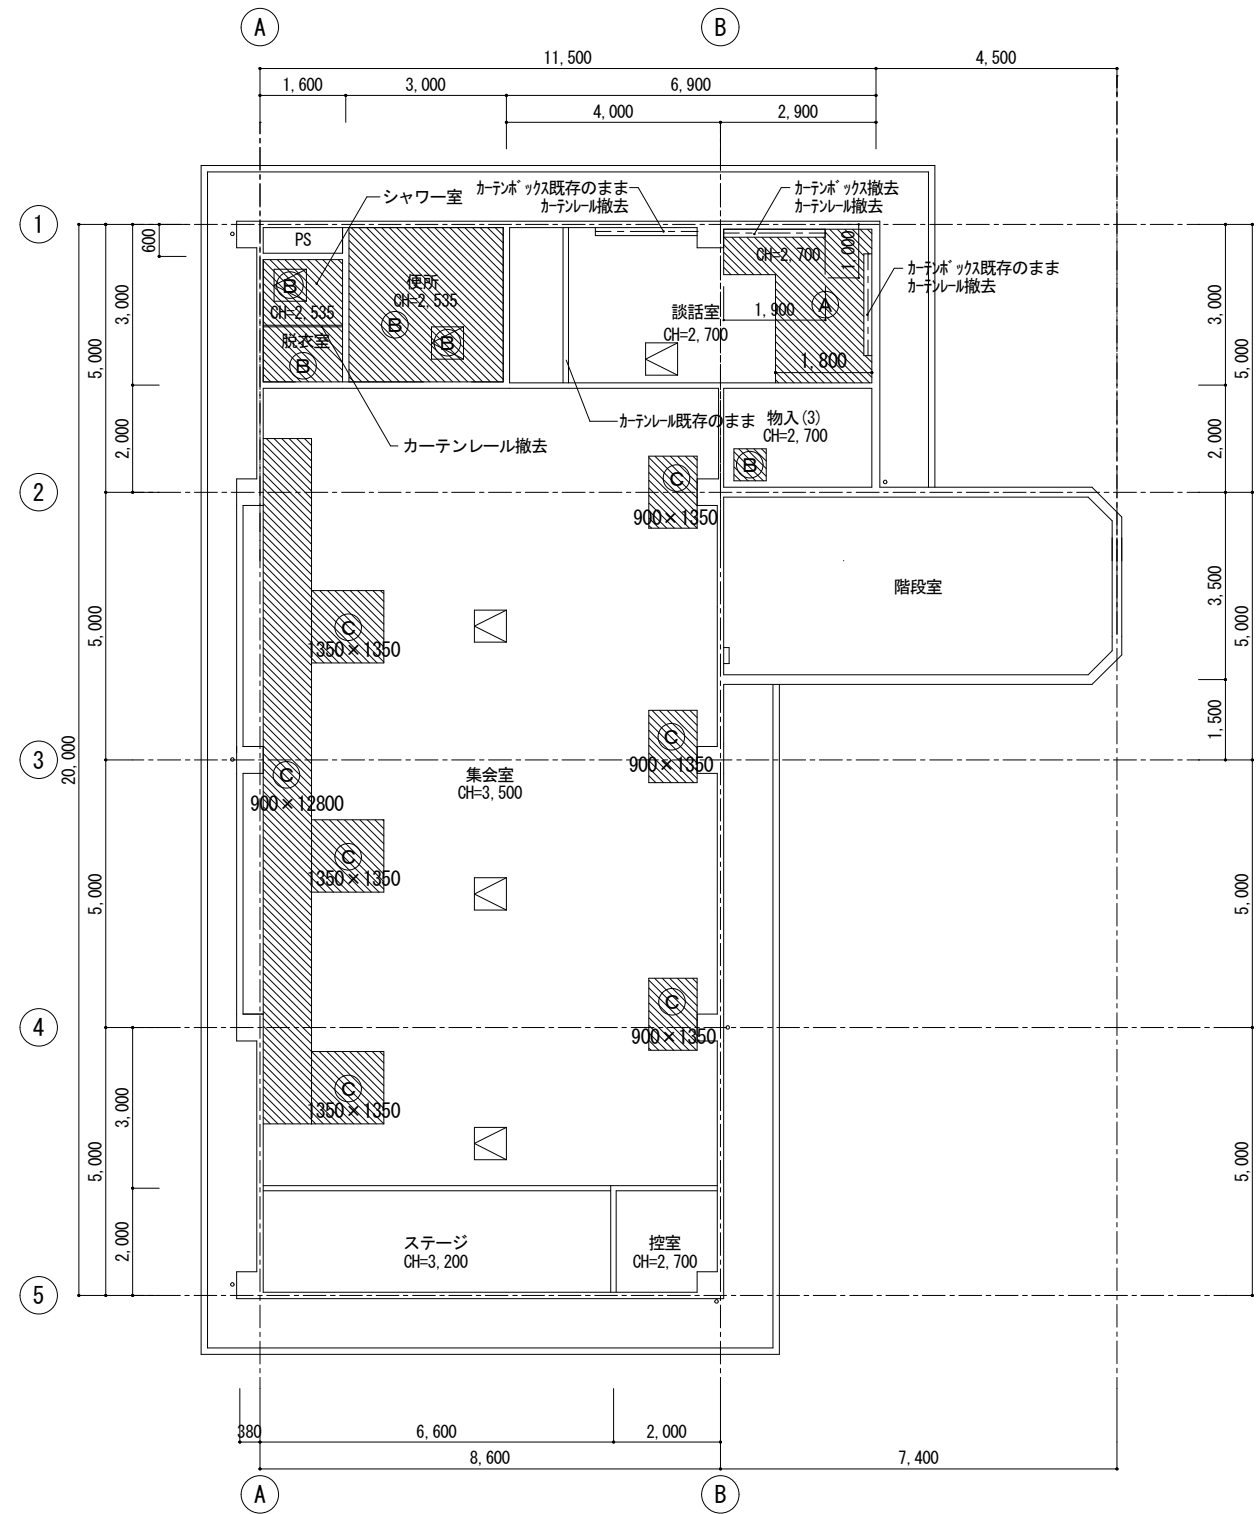 A
B
11,500
4,500
1,600
3,000
6,900
4,000
2,900
シャワー室
カーテンボックス既存のまま
カーテンレール撤去
カーテンボックス撤去
カーテンレール撤去
1
600
PS
CH=2,700
1,000
カーテンボックス既存のまま
カーテンレール撤去
便所
CH=2,535
B
CH=2,535
3,000
談話室
CH=2,700
1,900
A
3,000
5,000
B
B
脱衣室
B
1,800
5,000
2,000
カーテンレール既存のまま
物入(3)
CH=2,700
カーテンレール撤去
B
2,000
2
C
900×1350
階段室
3,500
5,000
C
1350×1350
5,000
1,500
3
20,000
C
900×12800
集会室
CH=3,500
C
900×1350
C
1350×1350
5,000
5,000
4
C
900×1350
C
1350×1350
3,000
5,000
5,000
2,000
ステージ
CH=3,200
控室
CH=2,700
5
380
6,600
2,000
8,600
7,400
A
B